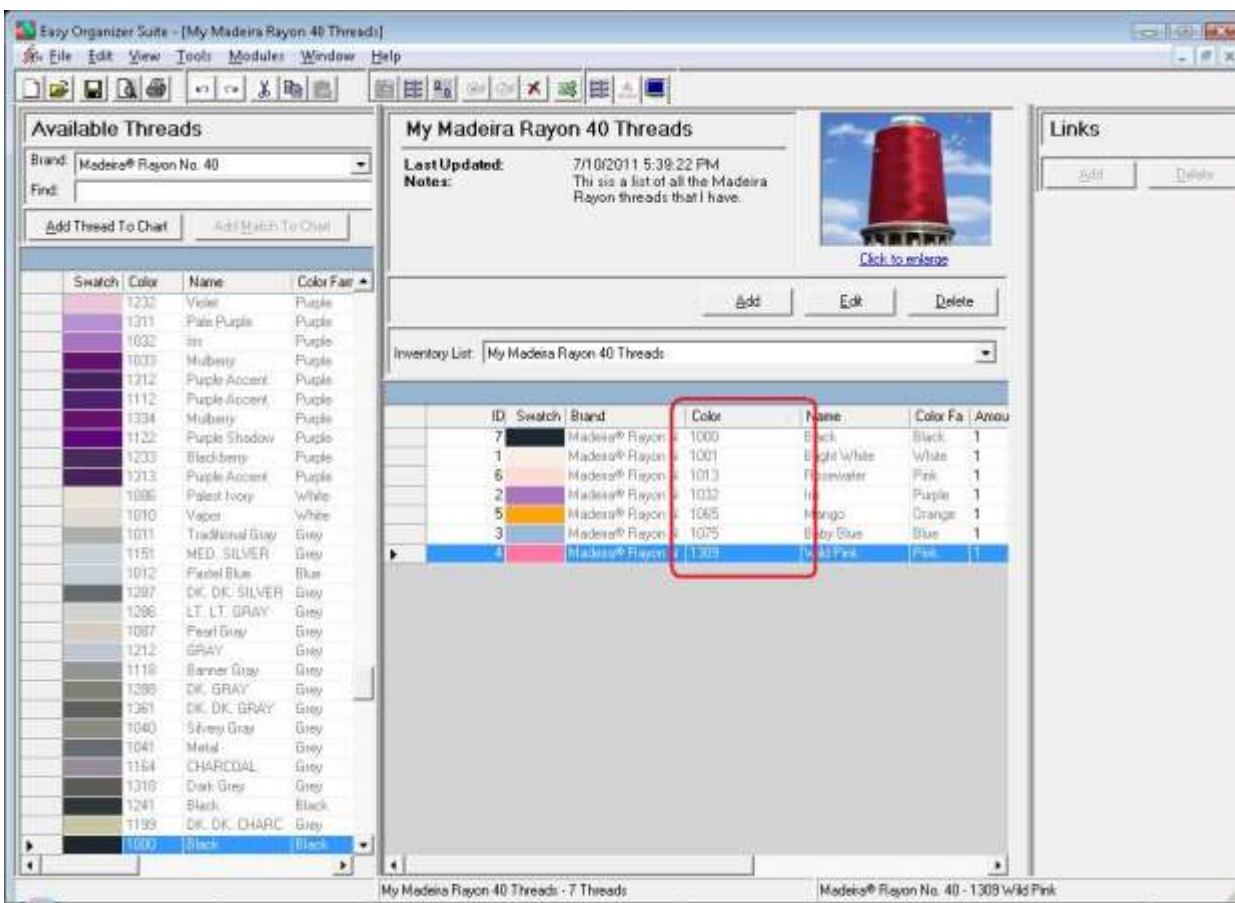 Easy Organizer Suite - [My Madeira Rayon 40 Threads]
File Edit View Tools Modules Window Help
Available Threads
Brand: Madeira® Rayon No. 40
Find:
Add Thread To Chart Add Match To Chart
Swatch Color Name Color Fam
1232 Violet Purple
1311 Pale Purple Purple
1032 Iris Purple
1033 Mulberry Purple
1312 Purple Accent Purple
1112 Purple Accent Purple
1334 Mulberry Purple
1122 Purple Shadow Purple
1233 Blackberry Purple
1313 Purple Accent Purple
1086 Palest Ivory White
1010 Vapor White
1011 Traditional Gray Grey
1151 MED. SILVER Grey
1012 Pastel Blue Blue
1287 DK. DK. SILVER Grey
1286 LT. LT. GRAY Grey
1087 Pearl Gray Grey
1212 GRAY Grey
1118 Banner Gray Grey
1288 DK. GRAY Grey
1361 DK. DK. GRAY Grey
1040 Silvery Gray Grey
1041 Metal Grey
1164 CHARCOAL Grey
1318 Dark Grey Grey
1241 Black Black
1199 DK. DK. CHARC Grey
1000 Black Black
My Madeira Rayon 40 Threads
Last Updated: 7/10/2011 5:39:22 PM
Notes: Thi sis a list of all the Madeira
Rayon threads that I have.
Click to enlarge
Add Edit Delete
Inventory List: My Madeira Rayon 40 Threads
ID Swatch Brand Color Name Color Fa Amou
7 Madeira® Rayon N 1000 Black Black 1
1 Madeira® Rayon N 1001 Bright White White 1
6 Madeira® Rayon N 1013 Rosewater Pink 1
2 Madeira® Rayon N 1032 Iris Purple 1
5 Madeira® Rayon N 1065 Mango Orange 1
3 Madeira® Rayon N 1075 Baby Blue Blue 1
4 Madeira® Rayon N 1309 Wild Pink Pink 1
Links
Add Delete
My Madeira Rayon 40 Threads - 7 Threads
Madeira® Rayon No. 40 - 1309 Wild Pink